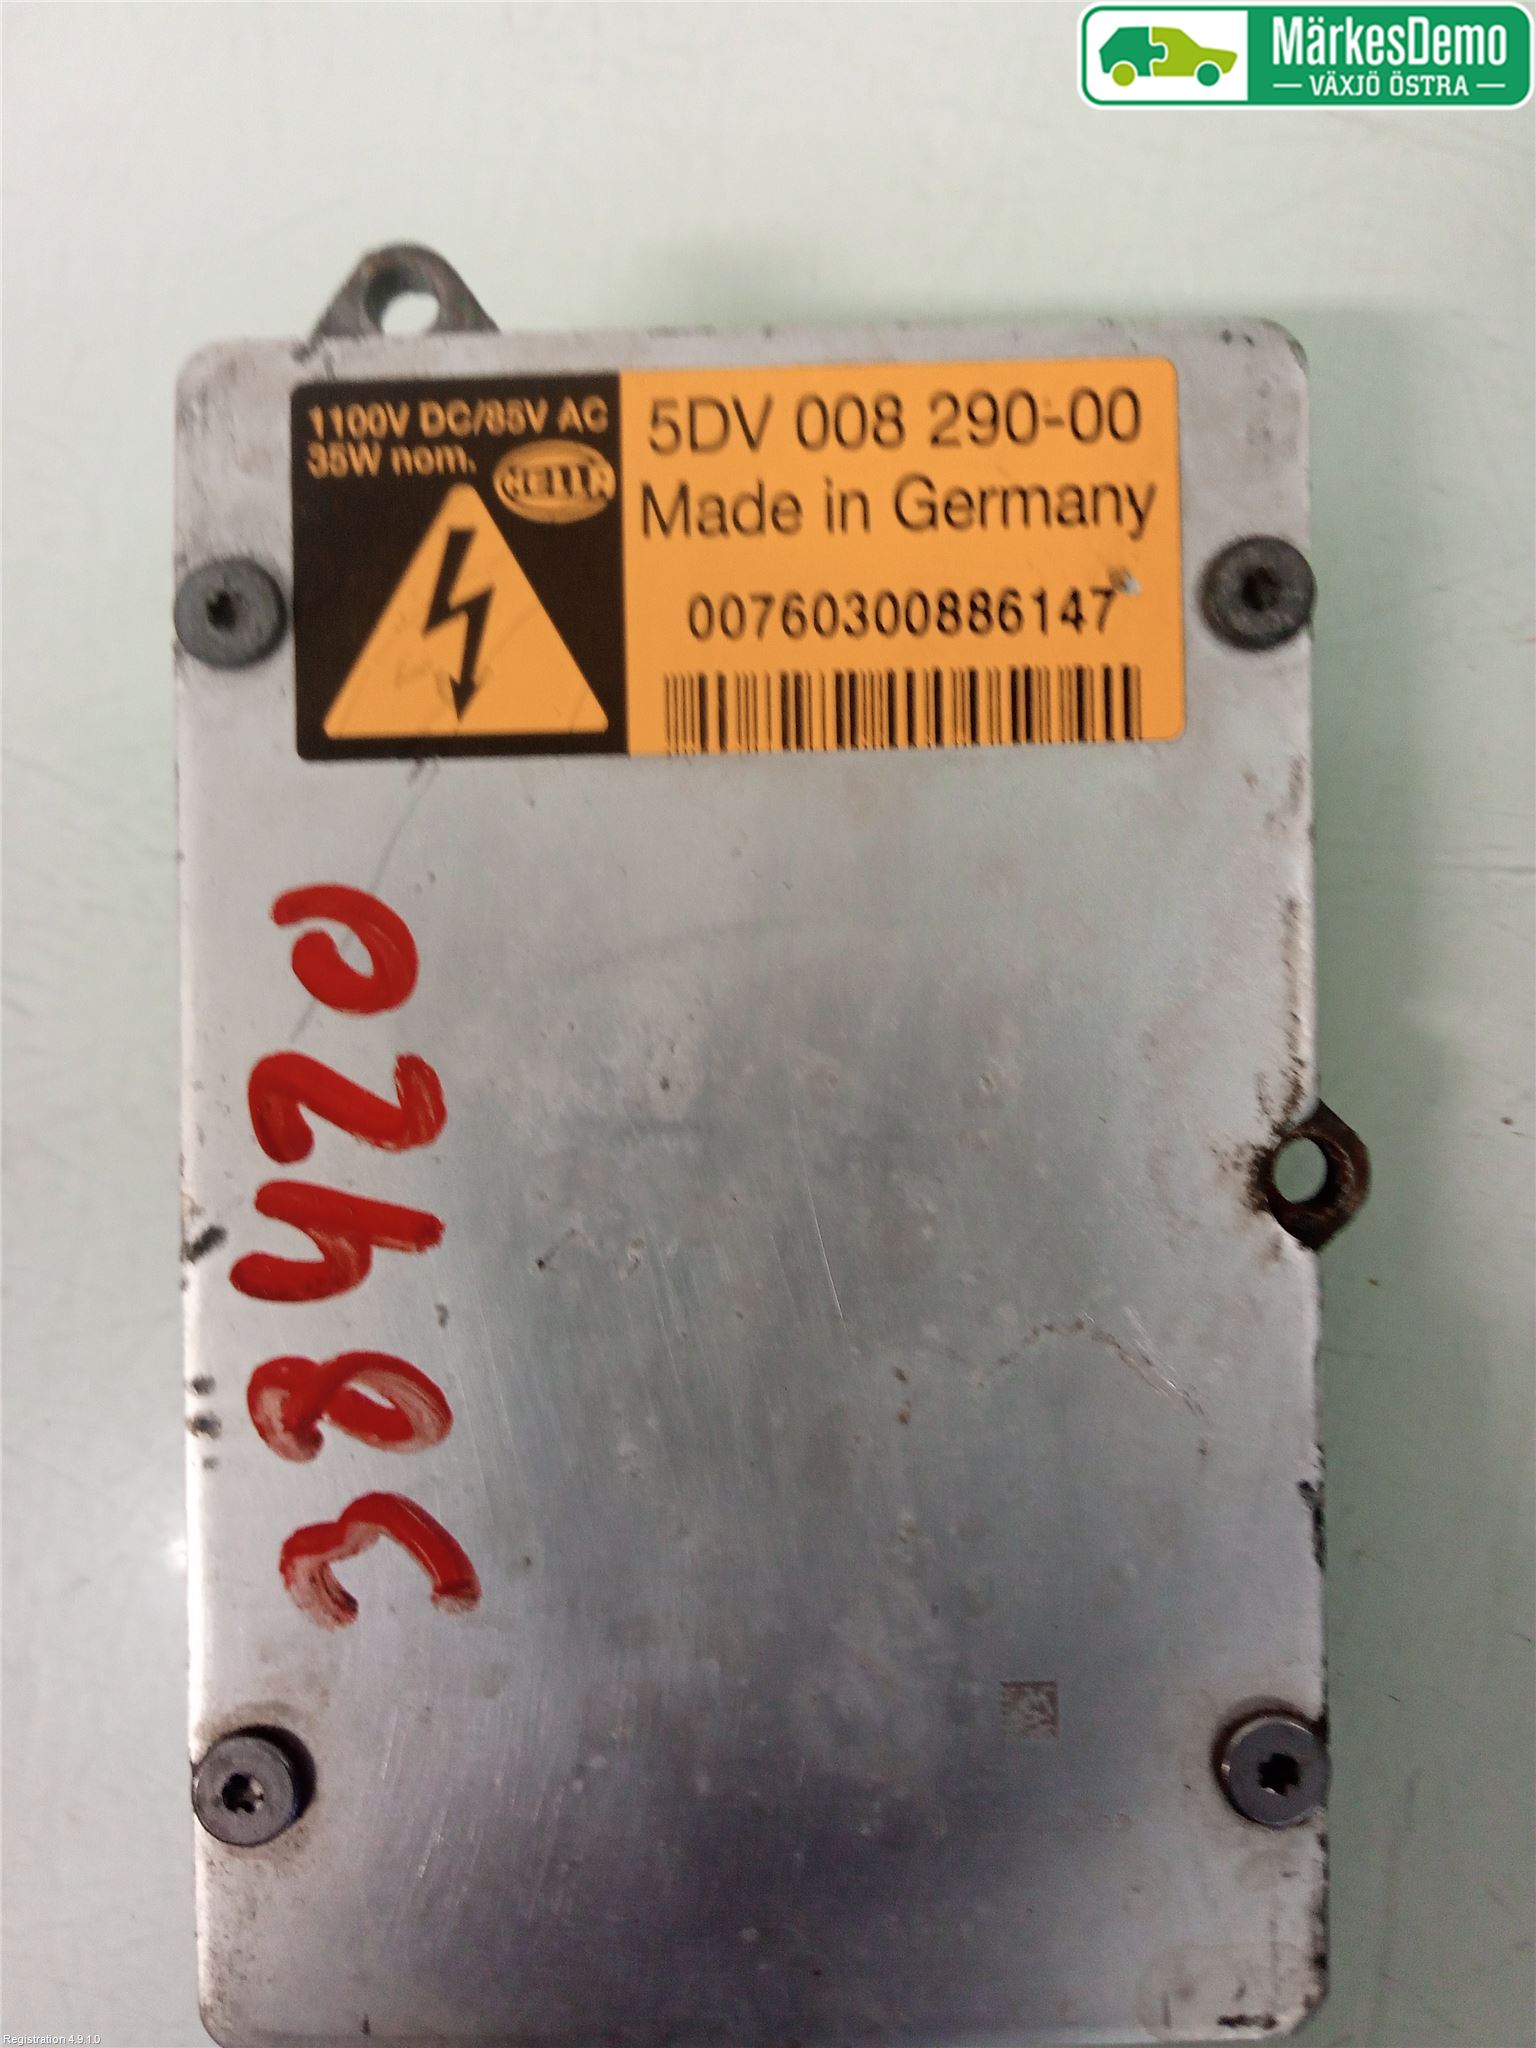 MärkesDemo
VÄXJÖ ÖSTRA
1100V DC/85V AC
35W nom.
HELLA
5DV 008 290-00
Made in Germany
00760300886147
Registration 4.9.1.0